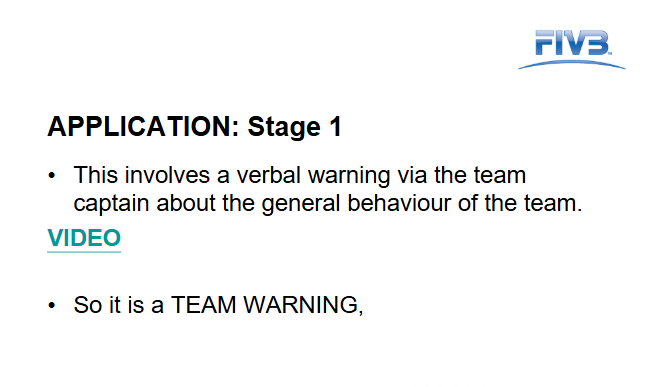 FIVB
APPLICATION: Stage 1
• This involves a verbal warning via the team
captain about the general behaviour of the team.
VIDEO
• So it is a TEAM WARNING,